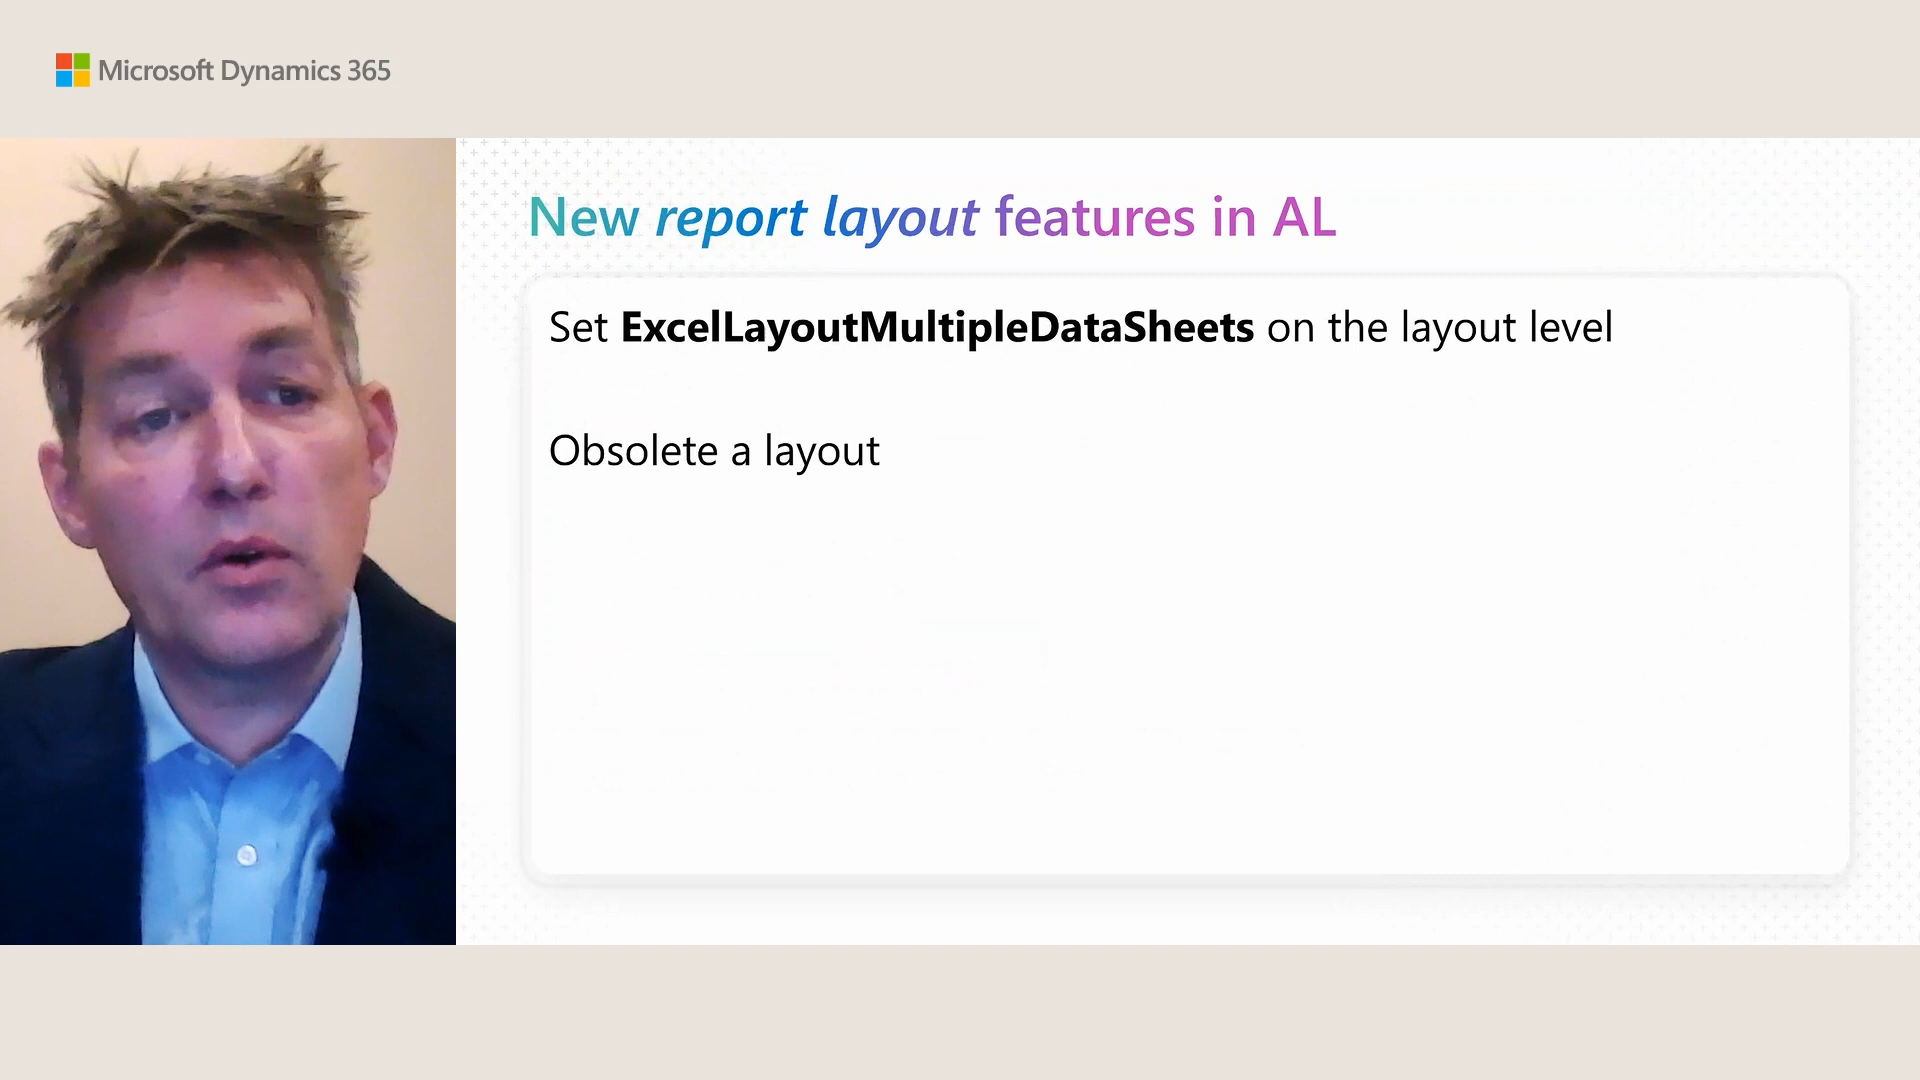 Microsoft Dynamics 365
New report layout features in AL
Set ExcelLayoutMultipleDataSheets on the layout level
Obsolete a layout